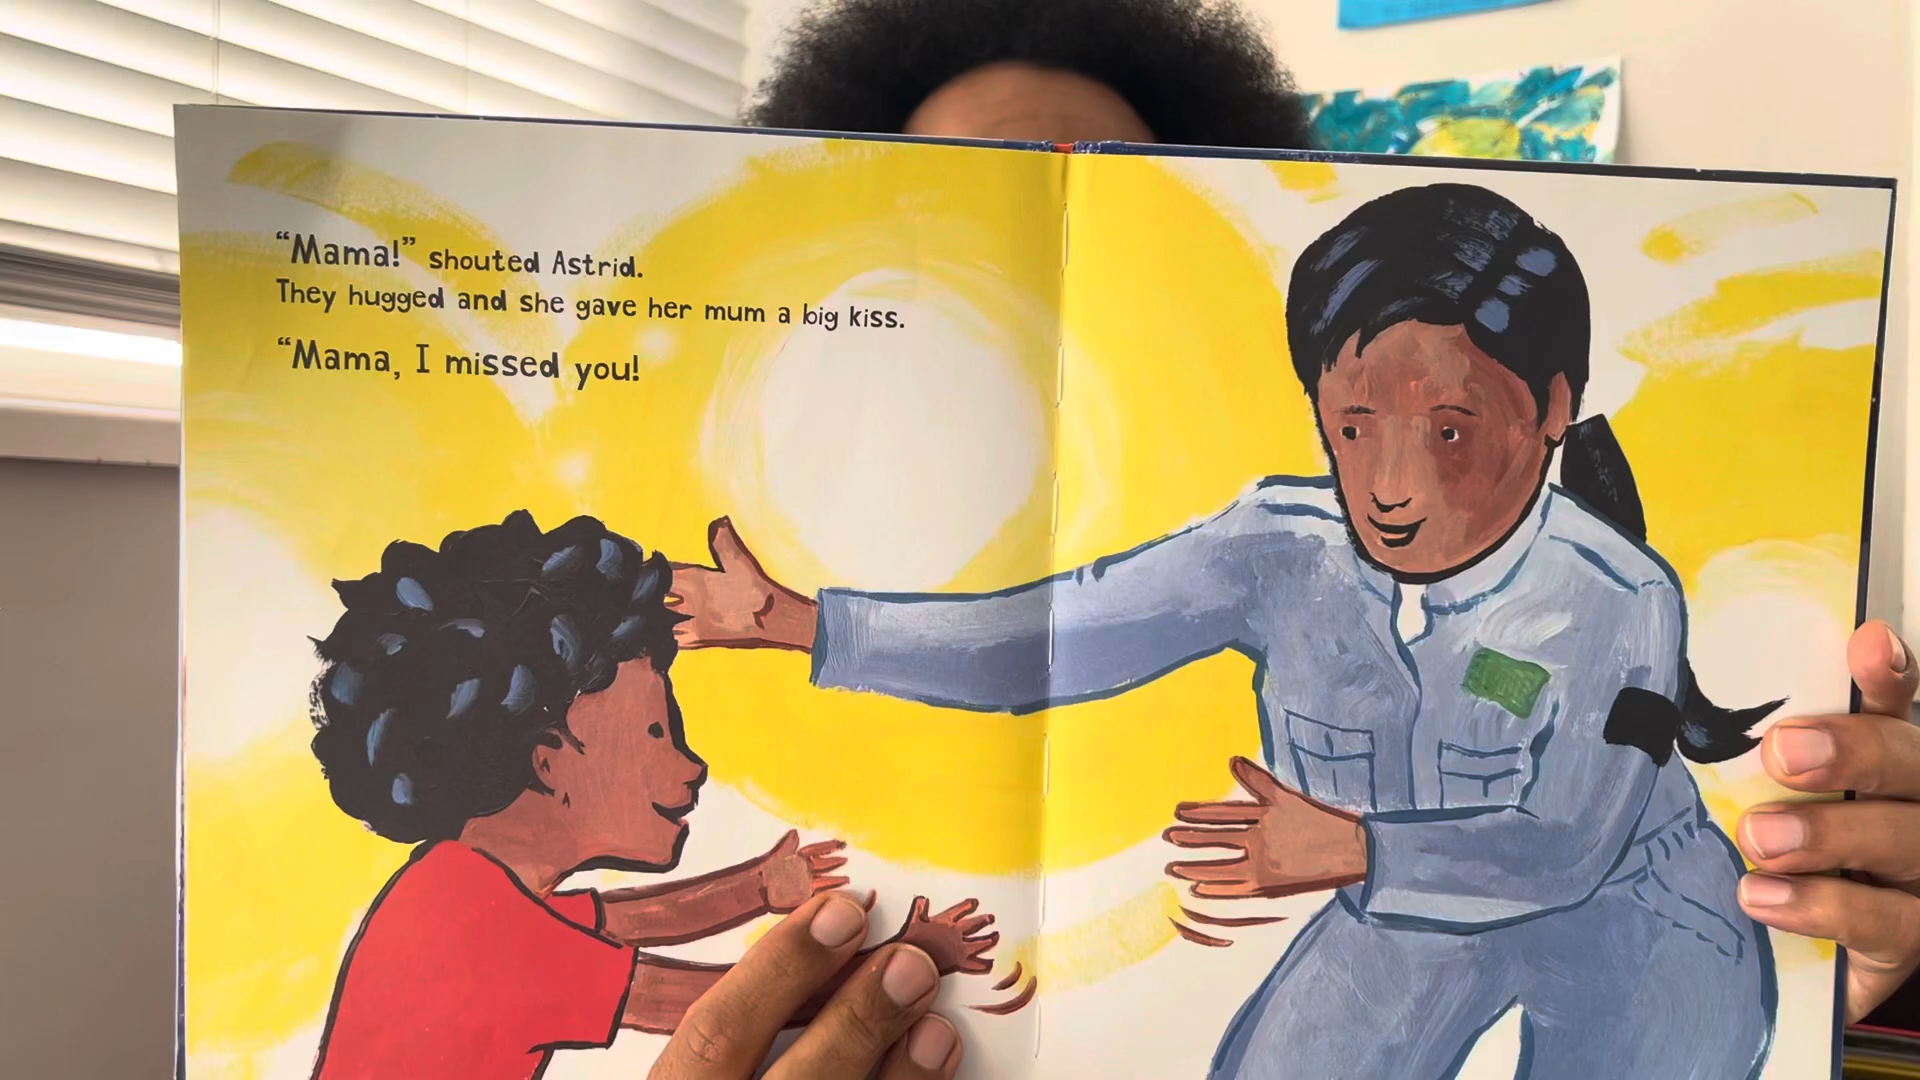 “Mama!” shouted Astrid.
They hugged and she gave her mum a big kiss.
“Mama, I missed you!